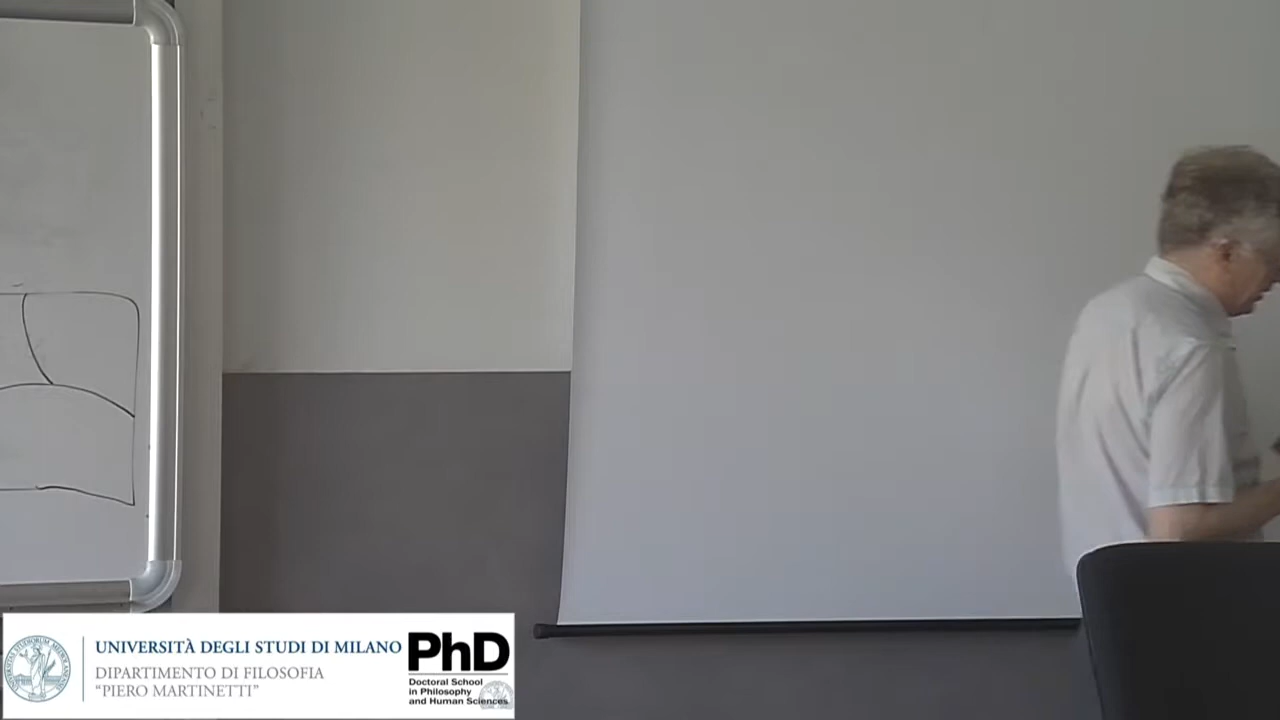 UNIVERSITÀ DEGLI STUDI DI MILANO
DIPARTIMENTO DI FILOSOFIA
"PIERO MARTINETTI"
PhD
Doctoral School
in Philosophy
and Human Sciences